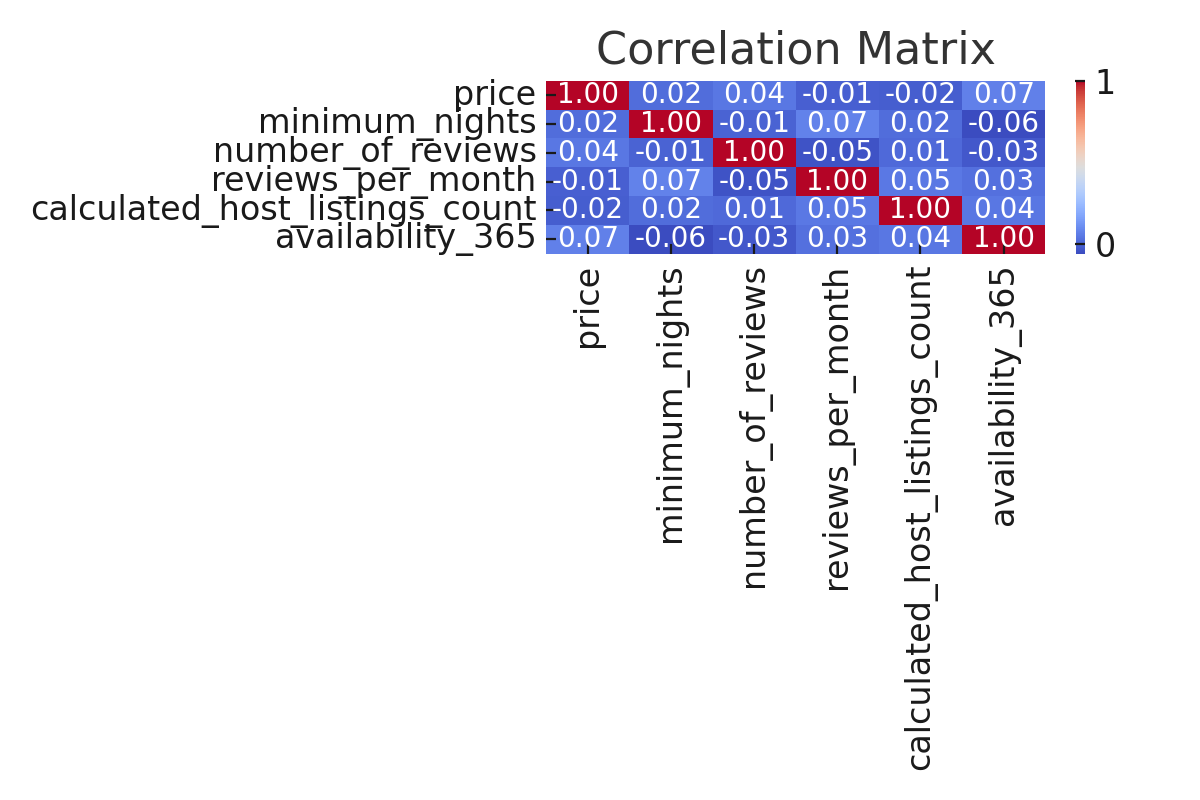 Correlation Matrix
price 1.00 0.02 0.04 -0.01 -0.02 0.07 1
minimum_nights 0.02 1.00 -0.01 0.07 0.02 -0.06
number_of_reviews 0.04 -0.01 1.00 -0.05 0.01 -0.03
reviews_per_month -0.01 0.07 -0.05 1.00 0.05 0.03
calculated_host_listings_count -0.02 0.02 0.01 0.05 1.00 0.04
availability_365 0.07 -0.06 -0.03 0.03 0.04 1.00 0
price
minimum_nights
number_of_reviews
reviews_per_month
calculated_host_listings_count
availability_365